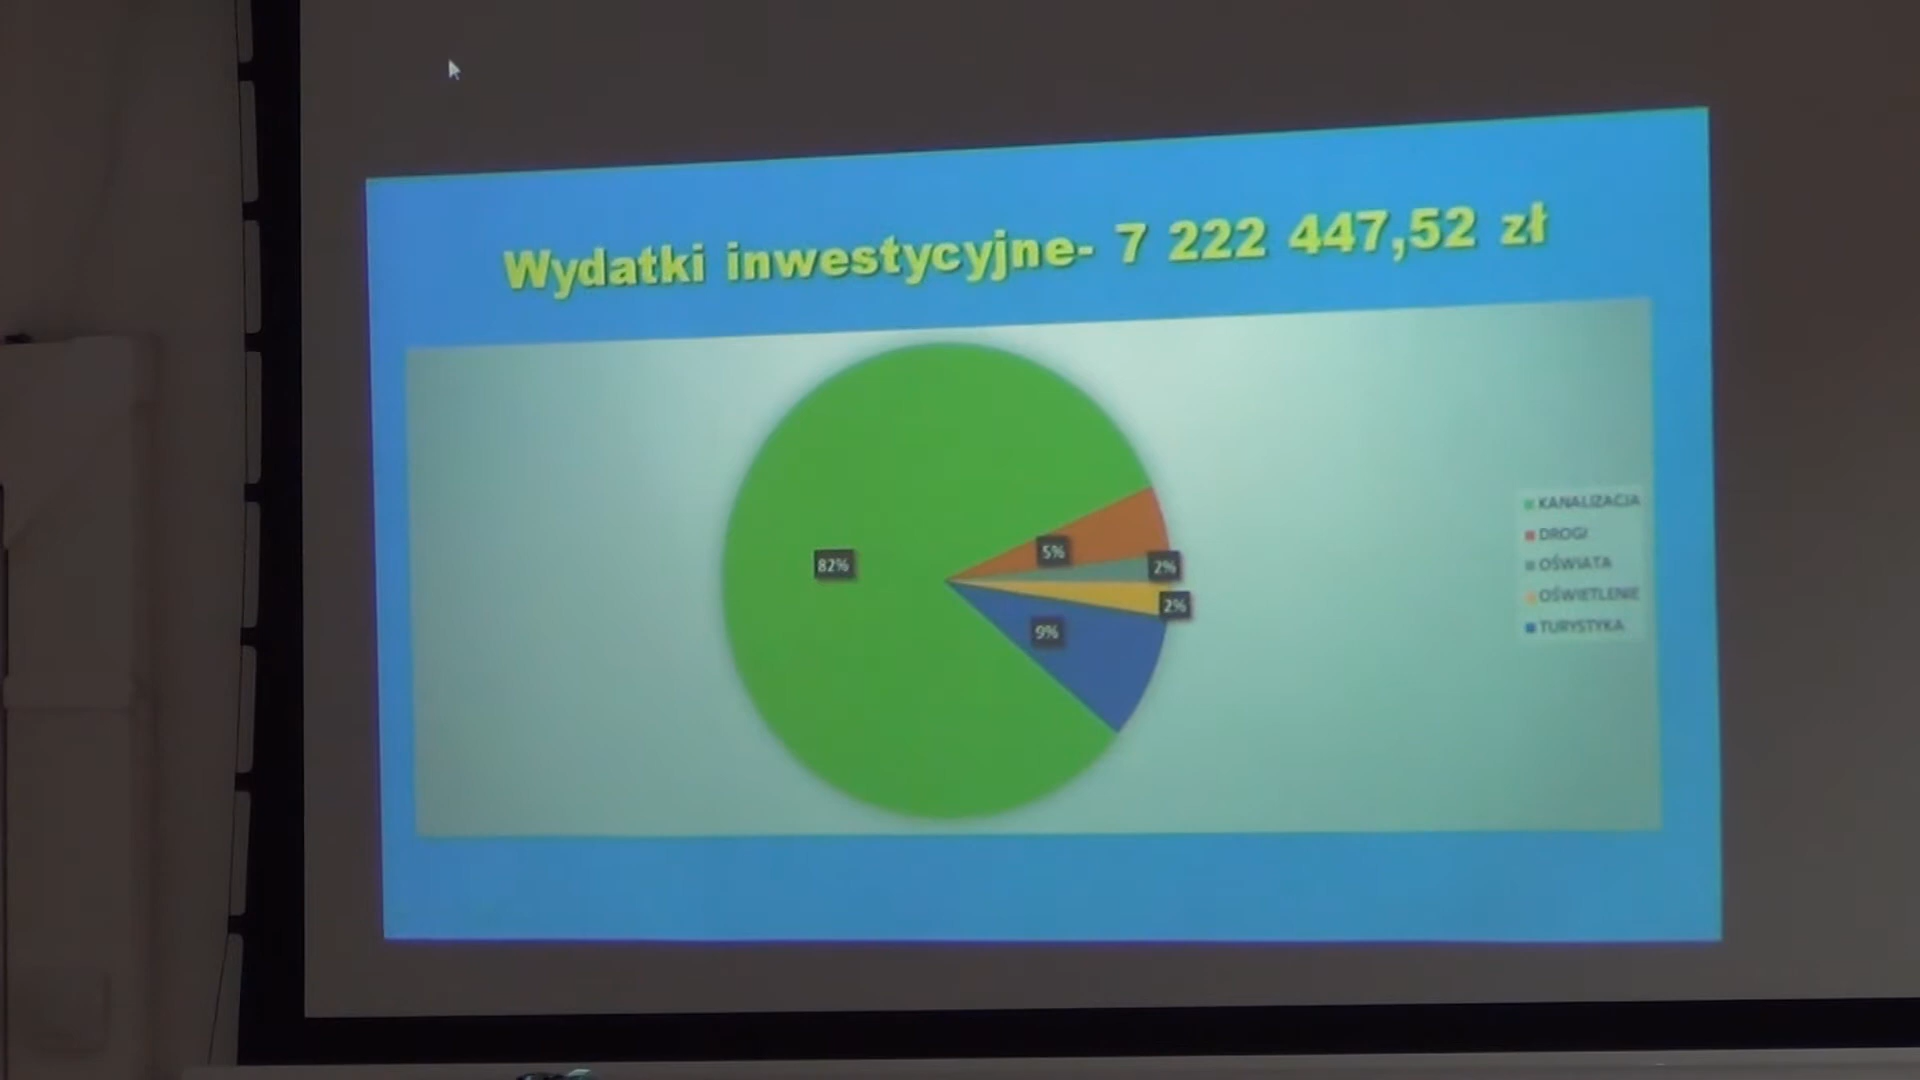 Wydatki inwestycyjne- 7 222 447,52 zł
82%
5%
2%
2%
9%
KANALIZACJA
DROGI
OŚWIATA
OŚWIETLENIE
TURYSTYKA